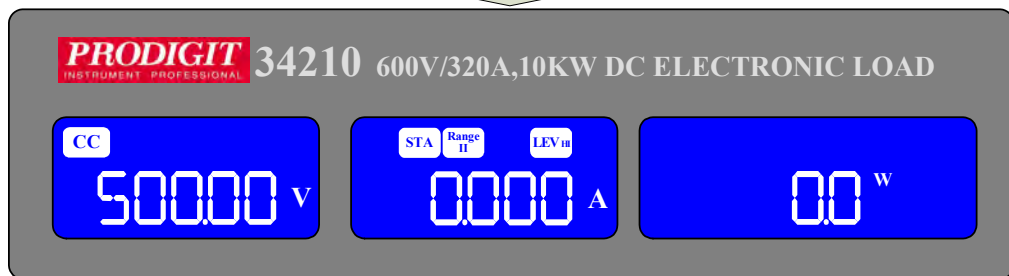 PRODIGIT 34210 600V/320A,10KW DC ELECTRONIC LOAD
INSTRUMENT PROFESSIONAL
CC STA Range II LEV HI
500.00 V 0.000 A 0.0 W